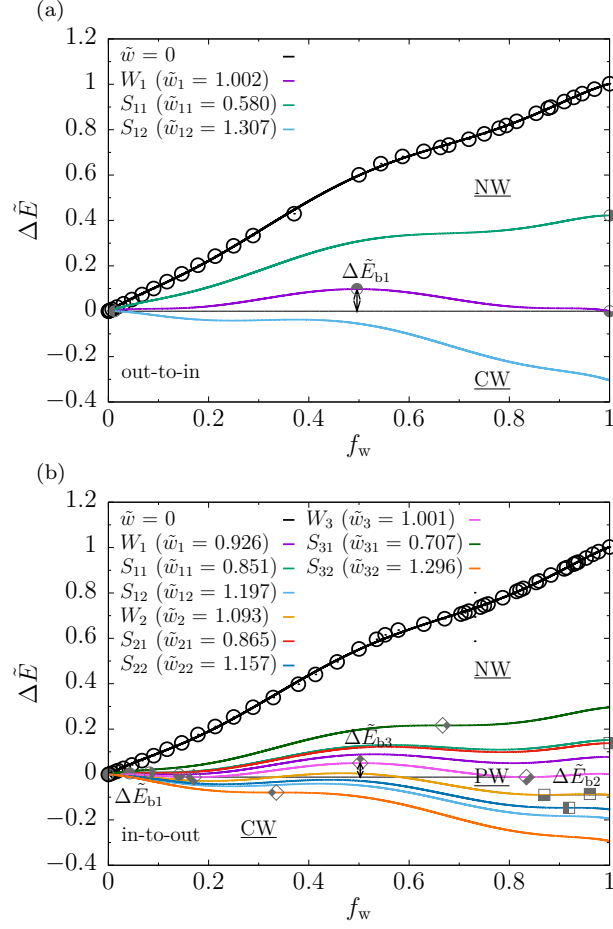 (a)
1.2
1
0.8
0.6
0.4
0.2
0
−0.2
−0.4
ΔẼ
w̃ = 0
W₁ (w̃₁ = 1.002)
S₁₁ (w̃₁₁ = 0.580)
S₁₂ (w̃₁₂ = 1.307)
NW
ΔẼb1
out-to-in
CW
0 0.2 0.4 0.6 0.8 1
fw
(b)
1.2
1
0.8
0.6
0.4
0.2
0
−0.2
−0.4
ΔẼ
w̃ = 0
W₁ (w̃₁ = 0.926)
S₁₁ (w̃₁₁ = 0.851)
S₁₂ (w̃₁₂ = 1.197)
W₂ (w̃₂ = 1.093)
S₂₁ (w̃₂₁ = 0.865)
S₂₂ (w̃₂₂ = 1.157)
W₃ (w̃₃ = 1.001)
S₃₁ (w̃₃₁ = 0.707)
S₃₂ (w̃₃₂ = 1.296)
NW
ΔẼb3
PW
ΔẼb2
ΔẼb1
in-to-out
CW
0 0.2 0.4 0.6 0.8 1
fw